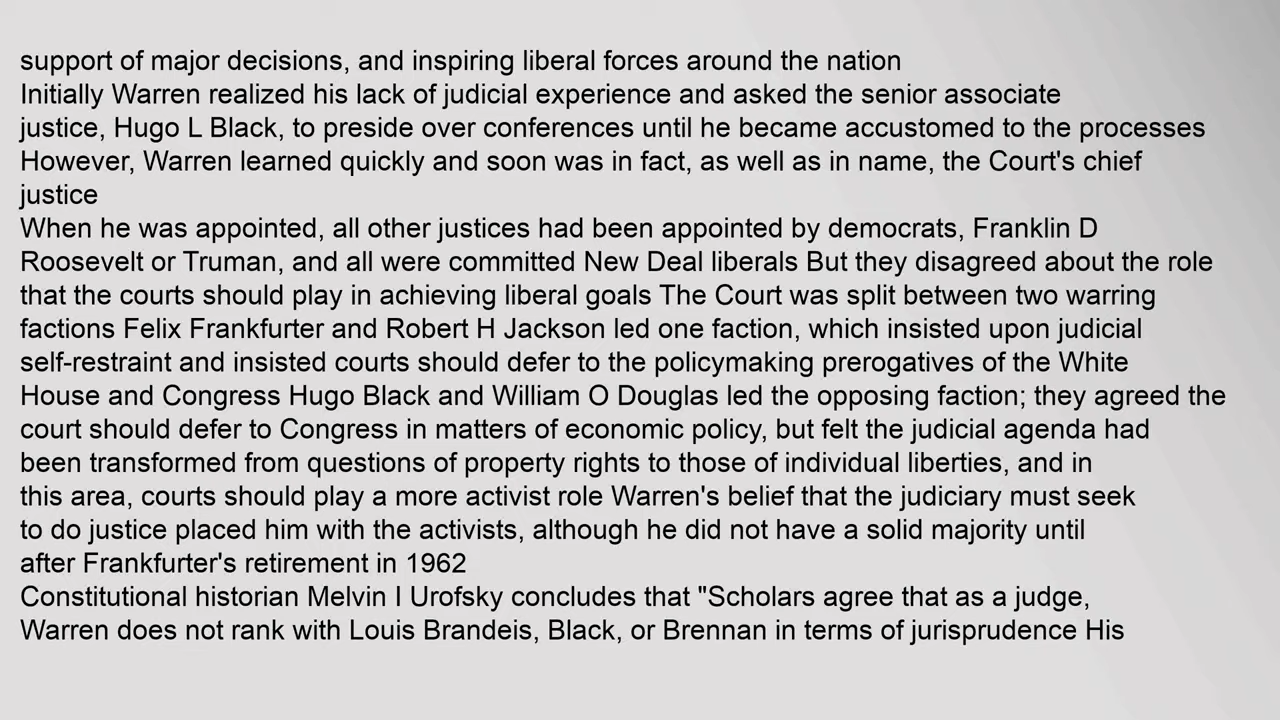 support of major decisions, and inspiring liberal forces around the nation
Initially Warren realized his lack of judicial experience and asked the senior associate
justice, Hugo L Black, to preside over conferences until he became accustomed to the processes
However, Warren learned quickly and soon was in fact, as well as in name, the Court's chief
justice
When he was appointed, all other justices had been appointed by democrats, Franklin D
Roosevelt or Truman, and all were committed New Deal liberals But they disagreed about the role
that the courts should play in achieving liberal goals The Court was split between two warring
factions Felix Frankfurter and Robert H Jackson led one faction, which insisted upon judicial
self-restraint and insisted courts should defer to the policymaking prerogatives of the White
House and Congress Hugo Black and William O Douglas led the opposing faction; they agreed the
court should defer to Congress in matters of economic policy, but felt the judicial agenda had
been transformed from questions of property rights to those of individual liberties, and in
this area, courts should play a more activist role Warren's belief that the judiciary must seek
to do justice placed him with the activists, although he did not have a solid majority until
after Frankfurter's retirement in 1962
Constitutional historian Melvin I Urofsky concludes that "Scholars agree that as a judge,
Warren does not rank with Louis Brandeis, Black, or Brennan in terms of jurisprudence His